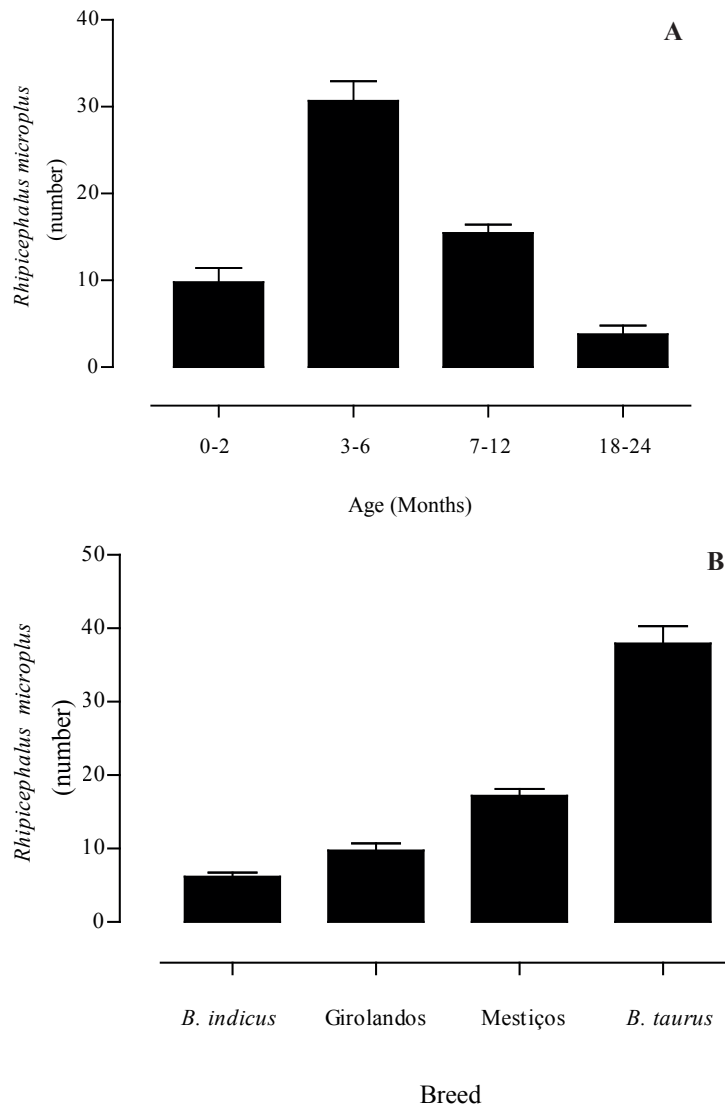 A
Rhipicephalus microplus
(number)
40
30
20
10
0
0-2 3-6 7-12 18-24
Age (Months)
B
Rhipicephalus microplus
(number)
50
40
30
20
10
0
B. indicus Girolandos Mestiços B. taurus
Breed